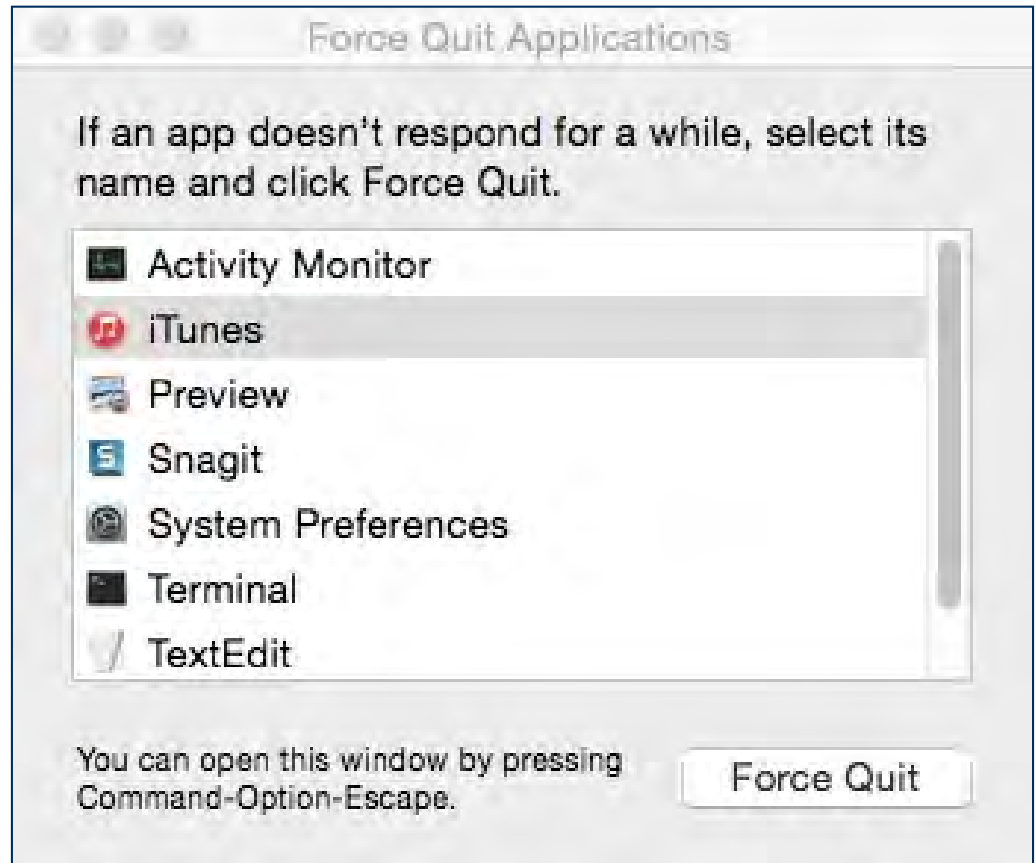 Force Quit Applications
If an app doesn't respond for a while, select its
name and click Force Quit.
Activity Monitor
iTunes
Preview
Snagit
System Preferences
Terminal
TextEdit
You can open this window by pressing
Command-Option-Escape.
Force Quit